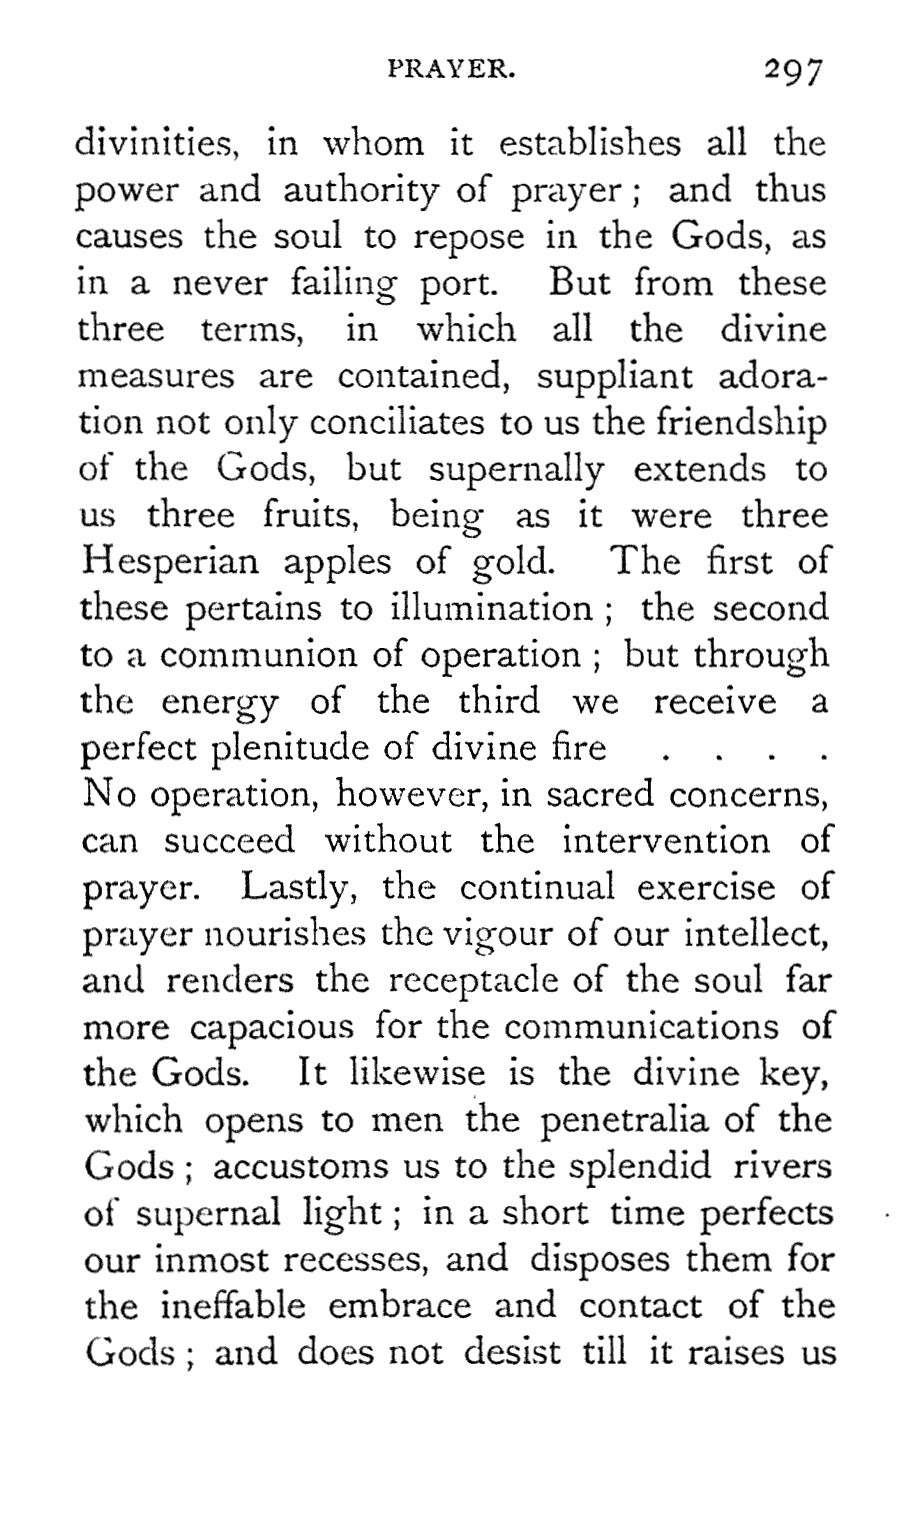 PRAYER. 297
divinities, in whom it establishes all the
power and authority of prayer ; and thus
causes the soul to repose in the Gods, as
in a never failing port. But from these
three terms, in which all the divine
measures are contained, suppliant adora-
tion not only conciliates to us the friendship
of the Gods, but supernally extends to
us three fruits, being as it were three
Hesperian apples of gold. The first of
these pertains to illumination ; the second
to a communion of operation ; but through
the energy of the third we receive a
perfect plenitude of divine fire . . . .
No operation, however, in sacred concerns,
can succeed without the intervention of
prayer. Lastly, the continual exercise of
prayer nourishes the vigour of our intellect,
and renders the receptacle of the soul far
more capacious for the communications of
the Gods. It likewise is the divine key,
which opens to men the penetralia of the
Gods ; accustoms us to the splendid rivers
of supernal light ; in a short time perfects
our inmost recesses, and disposes them for
the ineffable embrace and contact of the
Gods ; and does not desist till it raises us